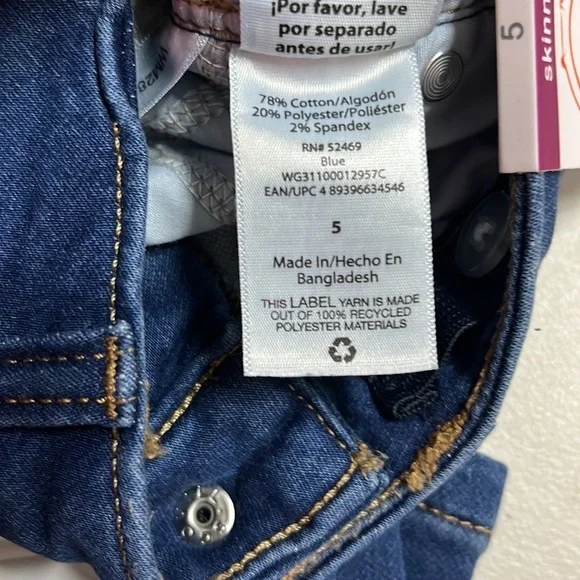 ¡Por favor, lave
por separado
antes de usar!
78% Cotton/Algodón
20% Polyester/Poliéster
2% Spandex
RN# 52469
Blue
WG31100012957C
EAN/UPC 4 89396634546
5
Made In/Hecho En
Bangladesh
THIS LABEL YARN IS MADE
OUT OF 100% RECYCLED
POLYESTER MATERIALS
5
skinn